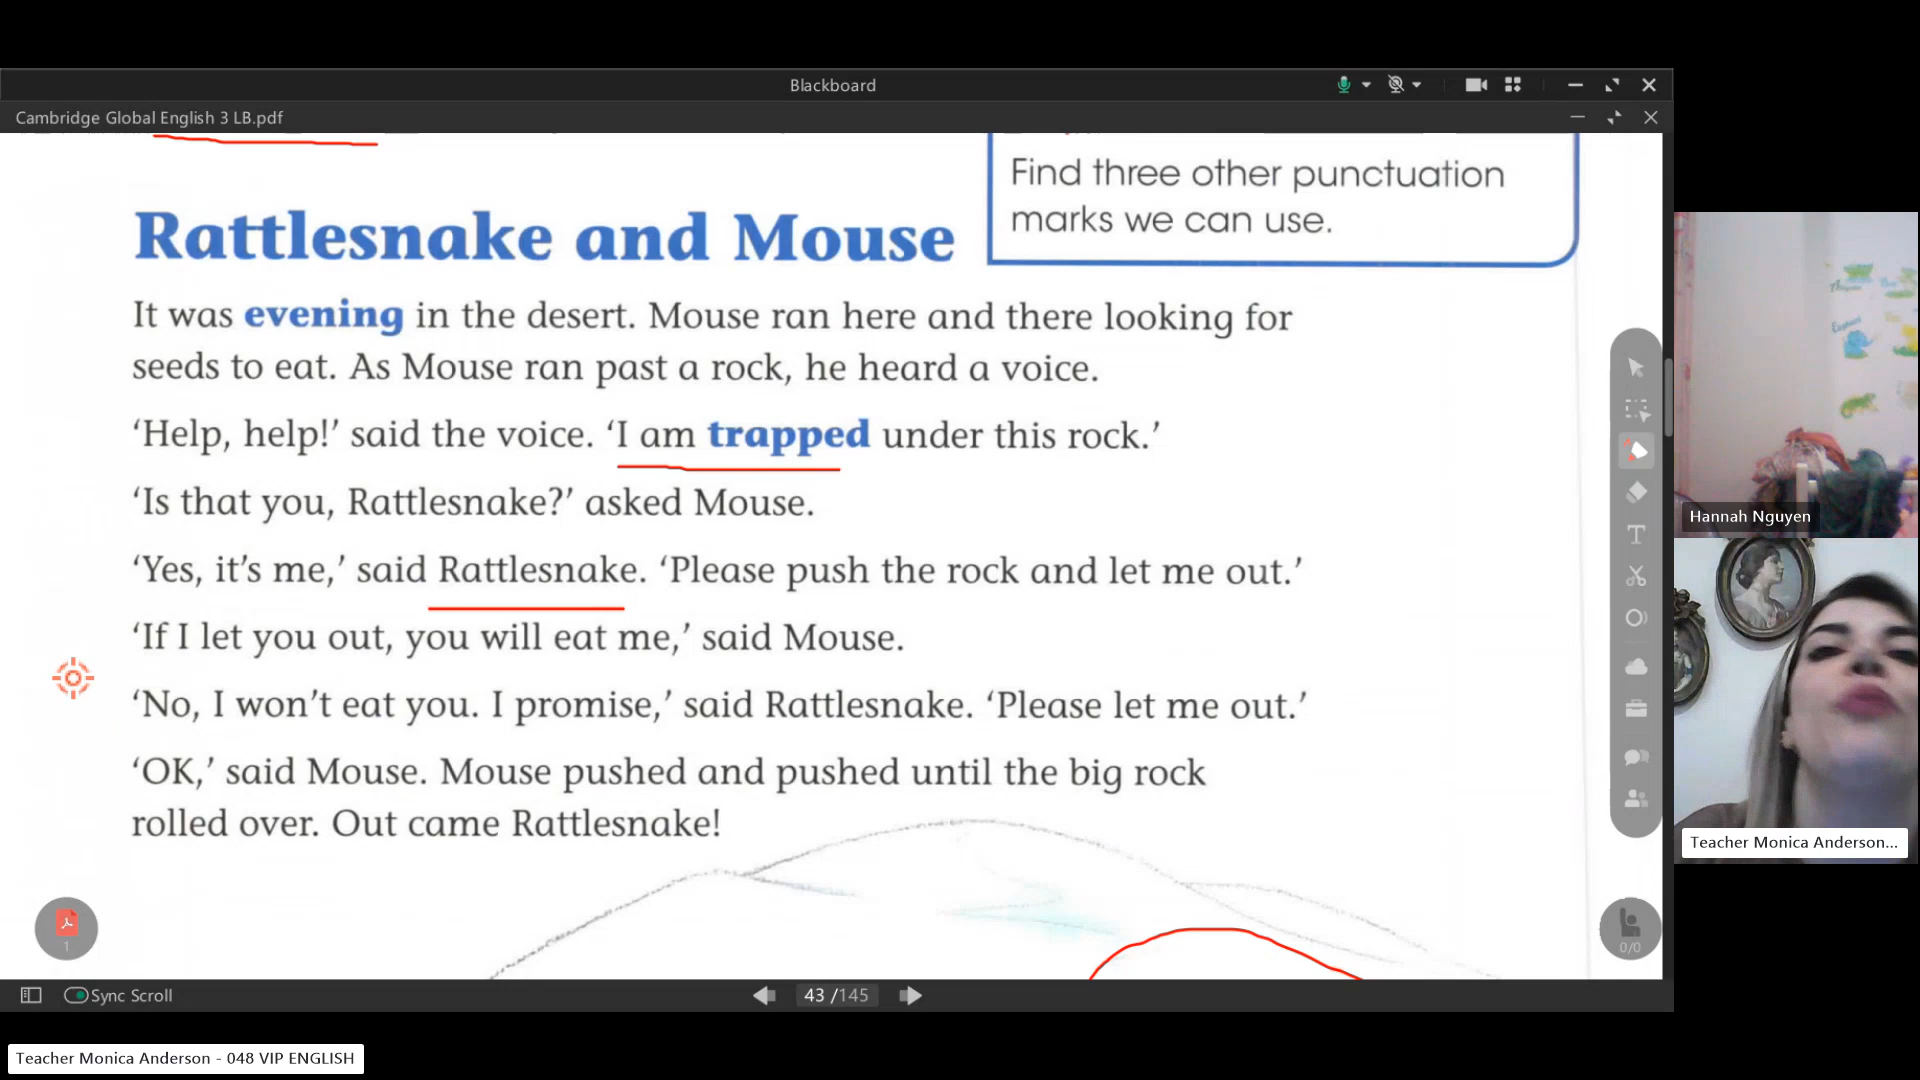 Blackboard
Cambridge Global English 3 LB.pdf
Find three other punctuation
marks we can use.
Rattlesnake and Mouse
It was evening in the desert. Mouse ran here and there looking for
seeds to eat. As Mouse ran past a rock, he heard a voice.
‘Help, help!’ said the voice. ‘I am trapped under this rock.’
‘Is that you, Rattlesnake?’ asked Mouse.
‘Yes, it’s me,’ said Rattlesnake. ‘Please push the rock and let me out.’
‘If I let you out, you will eat me,’ said Mouse.
‘No, I won’t eat you. I promise,’ said Rattlesnake. ‘Please let me out.’
‘OK,’ said Mouse. Mouse pushed and pushed until the big rock
rolled over. Out came Rattlesnake!
1
0/0
Sync Scroll
43 /145
Hannah Nguyen
Teacher Monica Anderson...
Teacher Monica Anderson - 048 VIP ENGLISH